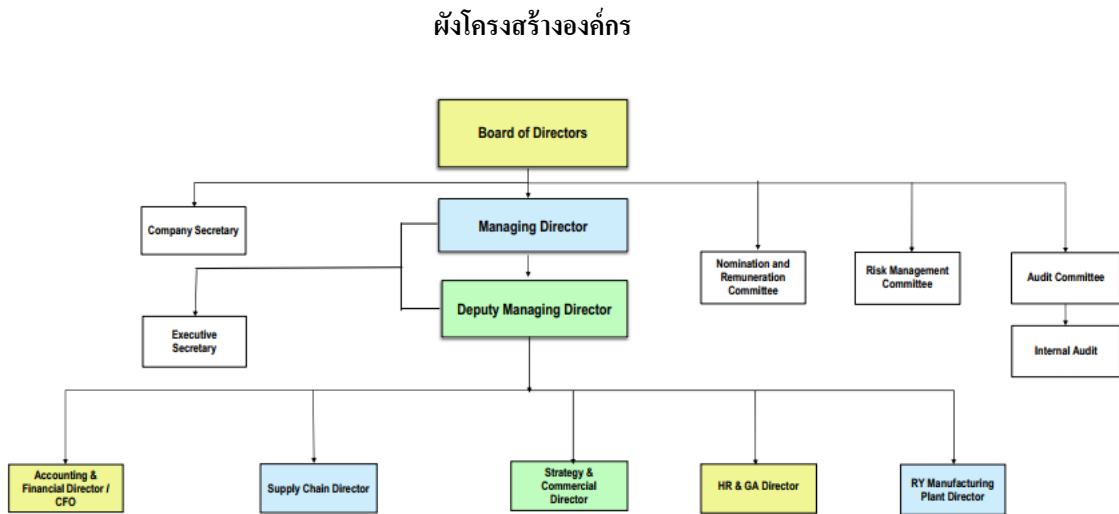 ผังโครงสร้างองค์กร
Board of Directors
Company Secretary
Managing Director
Nomination and
Remuneration
Committee
Risk Management
Committee
Audit Committee
Deputy Managing Director
Executive
Secretary
Internal Audit
Accounting &
Financial Director /
CFO
Supply Chain Director
Strategy &
Commercial
Director
HR & GA Director
RY Manufacturing
Plant Director